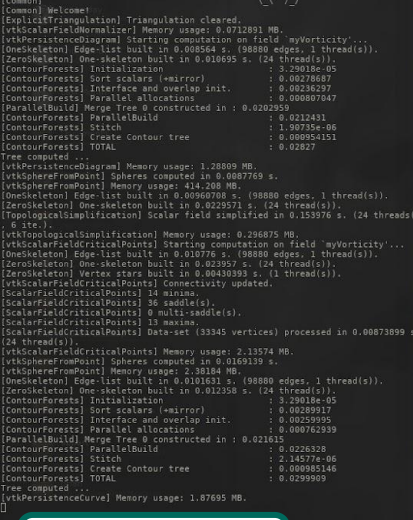 [Common]
[Common] Welcome!
[ExplicitTriangulation] Triangulation cleared.
[vtkScalarFieldNormalizer] Memory usage: 0.0712891 MB.
[vtkPersistenceDiagram] Starting computation on field `myVorticity'...
[OneSkeleton] Edge-list built in 0.008564 s. (98880 edges, 1 thread(s)).
[ZeroSkeleton] One-skeleton built in 0.010695 s. (24 thread(s)).
[ContourForests] Initialization : 3.29018e-05
[ContourForests] Sort scalars (+mirror) : 0.00278687
[ContourForests] Interface and overlap init. : 0.00236297
[ContourForests] Parallel allocations : 0.000807047
[ParallelBuild] Merge Tree 0 constructed in : 0.0202959
[ContourForests] ParallelBuild : 0.0212431
[ContourForests] Stitch : 1.90735e-06
[ContourForests] Create Contour tree : 0.000954151
[ContourForests] TOTAL : 0.02827
Tree computed ...
[vtkPersistenceDiagram] Memory usage: 1.28809 MB.
[vtkSphereFromPoint] Spheres computed in 0.0087769 s.
[vtkSphereFromPoint] Memory usage: 414.208 MB.
[OneSkeleton] Edge-list built in 0.00960708 s. (98880 edges, 1 thread(s)).
[ZeroSkeleton] One-skeleton built in 0.0229571 s. (24 thread(s)).
[TopologicalSimplification] Scalar field simplified in 0.153976 s. (24 threads(s)
, 6 ite.).
[vtkTopologicalSimplification] Memory usage: 0.296875 MB.
[vtkScalarFieldCriticalPoints] Starting computation on field `myVorticity'...
[OneSkeleton] Edge-list built in 0.010776 s. (98880 edges, 1 thread(s)).
[ZeroSkeleton] One-skeleton built in 0.023957 s. (24 thread(s)).
[ZeroSkeleton] Vertex stars built in 0.00430393 s. (1 thread(s)).
[vtkScalarFieldCriticalPoints] Connectivity updated.
[ScalarFieldCriticalPoints] 14 minima.
[ScalarFieldCriticalPoints] 36 saddle(s).
[ScalarFieldCriticalPoints] 0 multi-saddle(s).
[ScalarFieldCriticalPoints] 13 maxima.
[ScalarFieldCriticalPoints] Data-set (33345 vertices) processed in 0.00873899 s.
(24 thread(s)).
[vtkScalarFieldCriticalPoints] Memory usage: 2.13574 MB.
[vtkSphereFromPoint] Spheres computed in 0.0169139 s.
[vtkSphereFromPoint] Memory usage: 2.38184 MB.
[OneSkeleton] Edge-list built in 0.0101631 s. (98880 edges, 1 thread(s)).
[ZeroSkeleton] One-skeleton built in 0.012358 s. (24 thread(s)).
[ContourForests] Initialization : 3.29018e-05
[ContourForests] Sort scalars (+mirror) : 0.00289917
[ContourForests] Interface and overlap init. : 0.00259995
[ContourForests] Parallel allocations : 0.000762939
[ParallelBuild] Merge Tree 0 constructed in : 0.021615
[ContourForests] ParallelBuild : 0.0226328
[ContourForests] Stitch : 2.14577e-06
[ContourForests] Create Contour tree : 0.000985146
[ContourForests] TOTAL : 0.0299909
Tree computed ...
[vtkPersistenceCurve] Memory usage: 1.87695 MB.